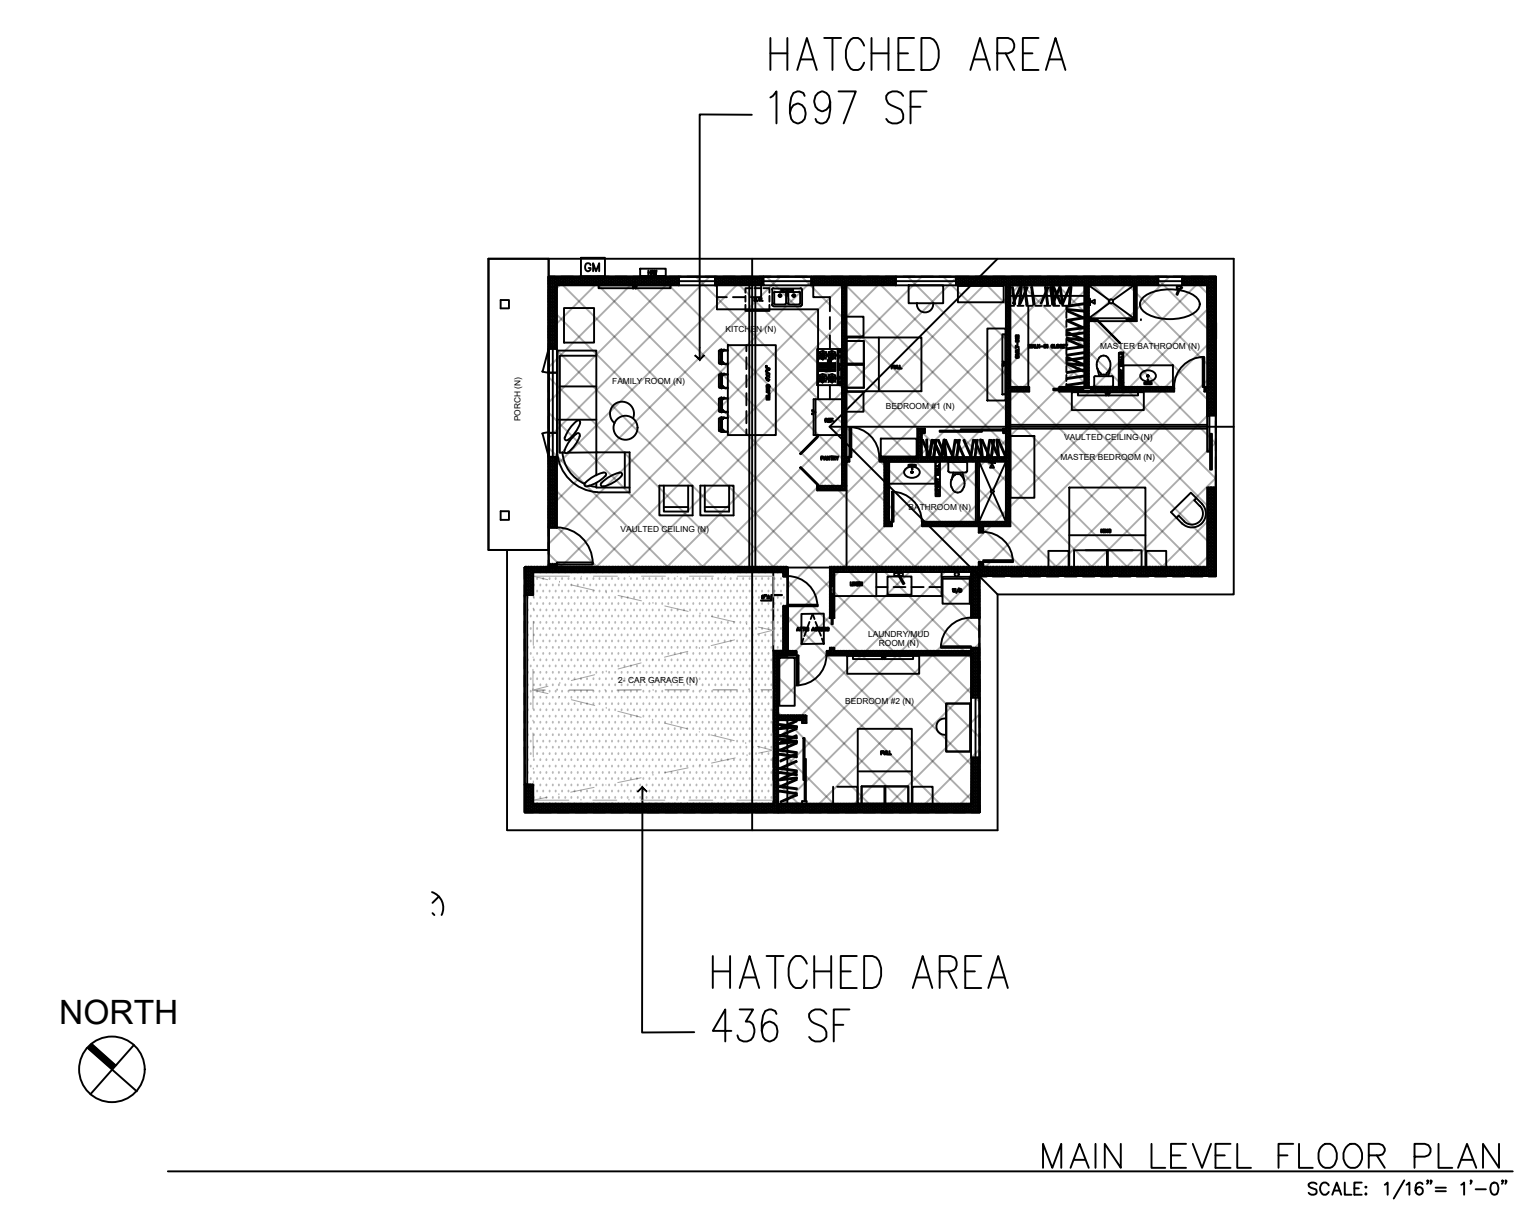 HATCHED AREA
1697 SF
GM
KITCHEN (N)
MASTER BATHROOM (N)
FAMILY ROOM (N)
PORCH (N)
BEDROOM #1 (N)
VAULTED CEILING (N)
MASTER BEDROOM (N)
PANTRY
BATHROOM (N)
VAULTED CEILING (N)
LAUNDRY/MUD
ROOM (N)
2- CAR GARAGE (N)
BEDROOM #2 (N)
FULL
HATCHED AREA
436 SF
NORTH
MAIN LEVEL FLOOR PLAN
SCALE: 1/16"= 1'-0"